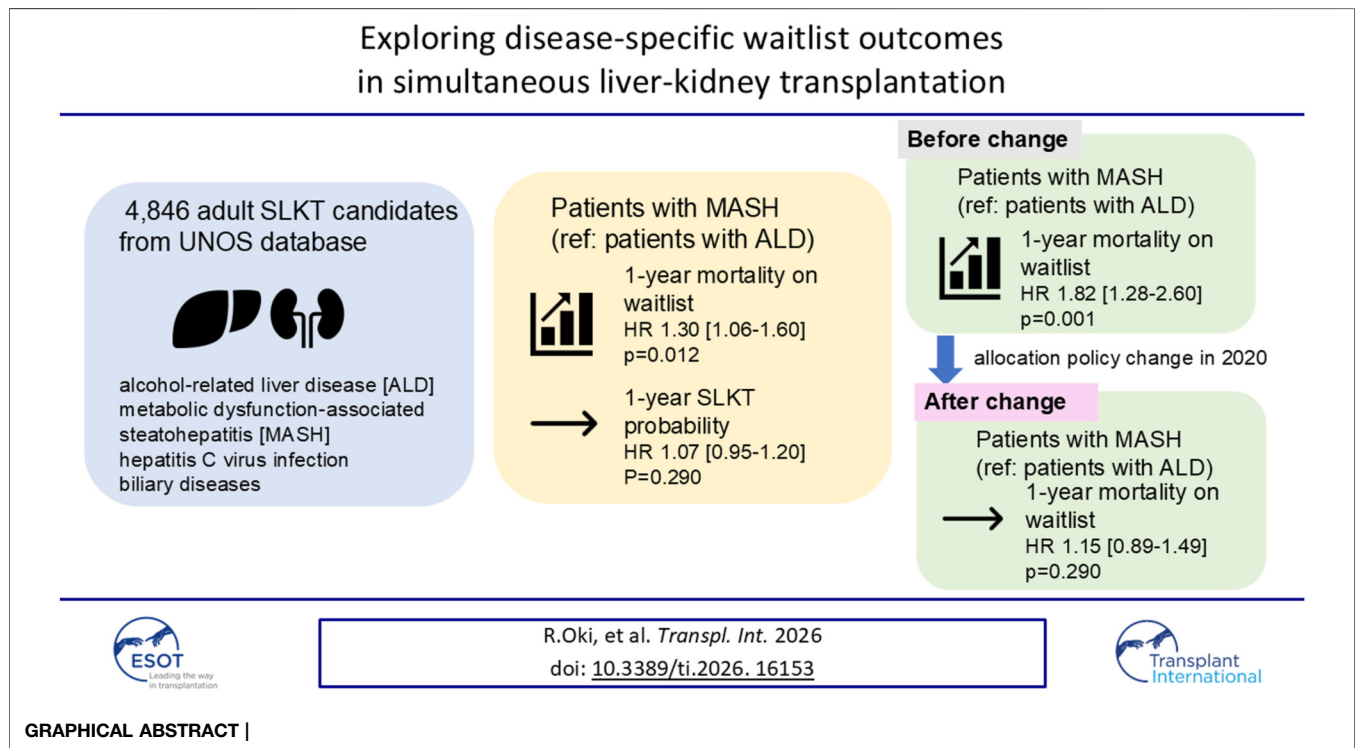 Exploring disease-specific waitlist outcomes
in simultaneous liver-kidney transplantation
4,846 adult SLKT candidates
from UNOS database
alcohol-related liver disease [ALD]
metabolic dysfunction-associated
steatohepatitis [MASH]
hepatitis C virus infection
biliary diseases
Patients with MASH
(ref: patients with ALD)
1-year mortality on
waitlist
HR 1.30 [1.06-1.60]
p=0.012
1-year SLKT
probability
HR 1.07 [0.95-1.20]
P=0.290
Before change
Patients with MASH
(ref: patients with ALD)
1-year mortality on
waitlist
HR 1.82 [1.28-2.60]
p=0.001
allocation policy change in 2020
After change
Patients with MASH
(ref: patients with ALD)
1-year mortality on
waitlist
HR 1.15 [0.89-1.49]
p=0.290
ESOT
Leading the way
in transplantation
R.Oki, et al. Transpl. Int. 2026
doi: 10.3389/ti.2026. 16153
Transplant
International
GRAPHICAL ABSTRACT |